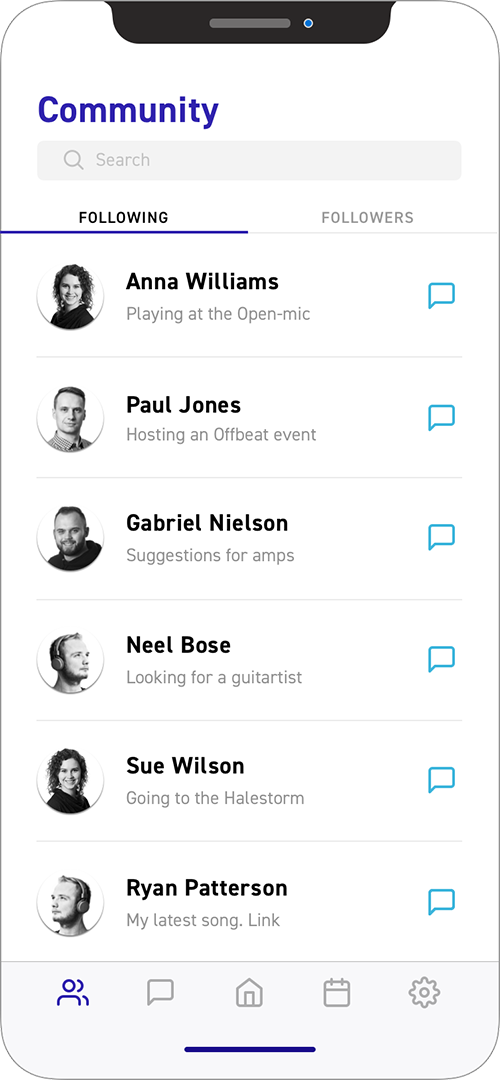 Community
Search
FOLLOWING
FOLLOWERS
Anna Williams
Playing at the Open-mic
Paul Jones
Hosting an Offbeat event
Gabriel Nielson
Suggestions for amps
Neel Bose
Looking for a guitartist
Sue Wilson
Going to the Halestorm
Ryan Patterson
My latest song. Link